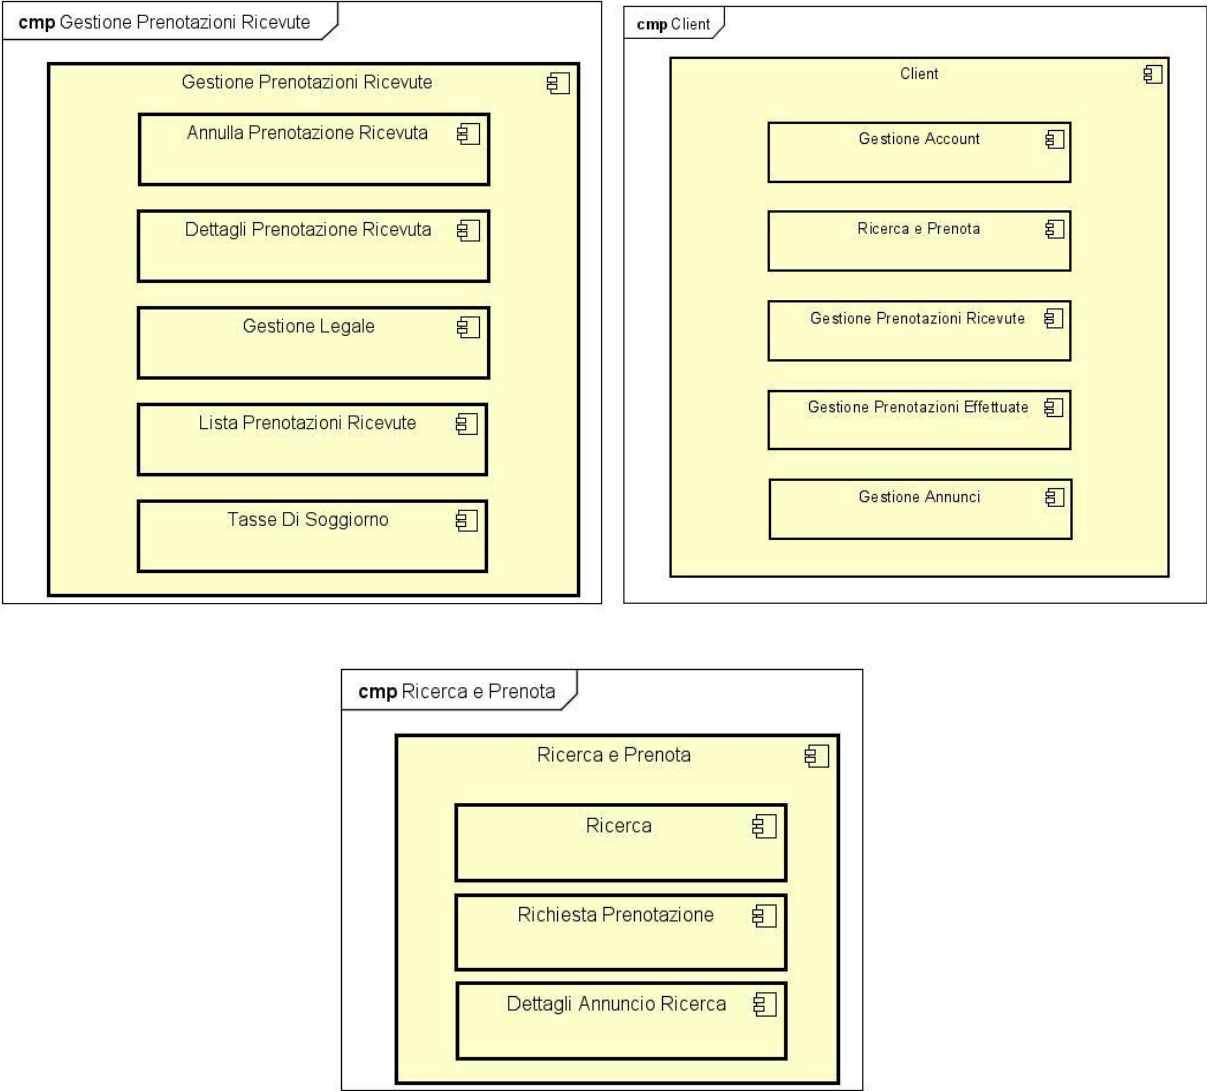 cmp Gestione Prenotazioni Ricevute
Gestione Prenotazioni Ricevute
Annulla Prenotazione Ricevuta
Dettagli Prenotazione Ricevuta
Gestione Legale
Lista Prenotazioni Ricevute
Tasse Di Soggiorno
cmp Client
Client
Gestione Account
Ricerca e Prenota
Gestione Prenotazioni Ricevute
Gestione Prenotazioni Effettuate
Gestione Annunci
cmp Ricerca e Prenota
Ricerca e Prenota
Ricerca
Richiesta Prenotazione
Dettagli Annuncio Ricerca